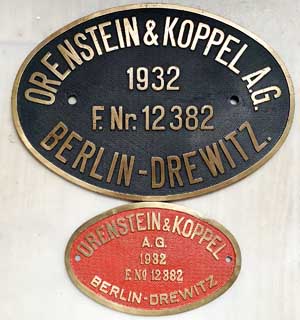 ORENSTEIN & KOPPEL A.G.
1932
F. Nr. 12382
BERLIN-DREWITZ.
ORENSTEIN & KOPPEL
A.G.
1932
F. No 12382
BERLIN-DREWITZ